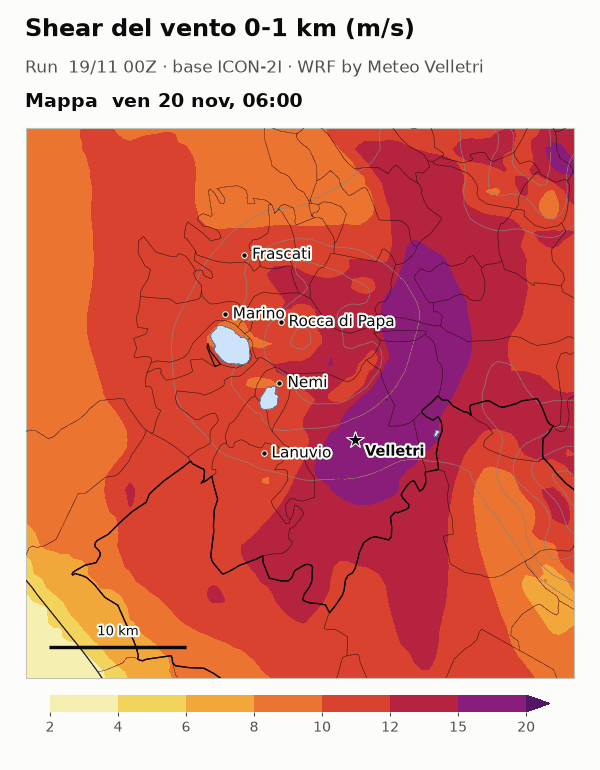 Shear del vento 0-1 km (m/s)
Run 19/11 00Z · base ICON-2I · WRF by Meteo Velletri
Mappa ven 20 nov, 06:00
Frascati
Marino
Rocca di Papa
Nemi
Velletri
Lanuvio
10 km
2 4 6 8 10 12 15 20